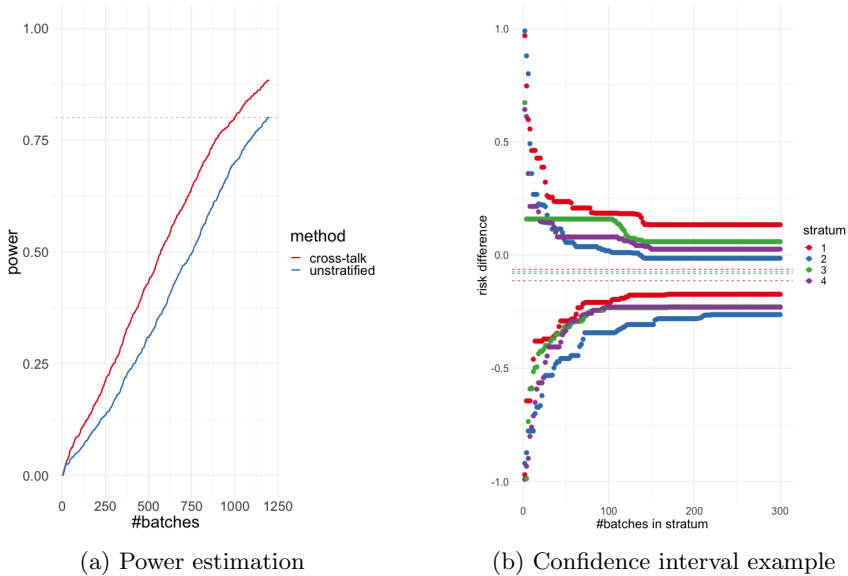 1.00
0.75
0.50
0.25
0.00
0 250 500 750 1000 1250
#batches
power
method
cross-talk
unstratified
(a) Power estimation
1.0
0.5
0.0
-0.5
-1.0
0 100 200 300
#batches in stratum
risk difference
stratum
1
2
3
4
(b) Confidence interval example